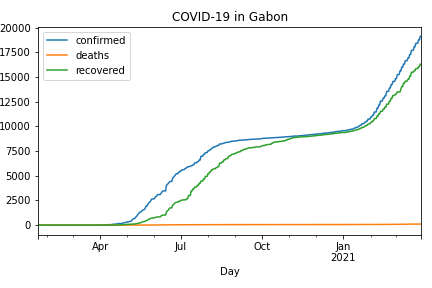 COVID-19 in Gabon
confirmed
deaths
recovered
20000
17500
15000
12500
10000
7500
5000
2500
0
Apr Jul Oct Jan
2021
Day